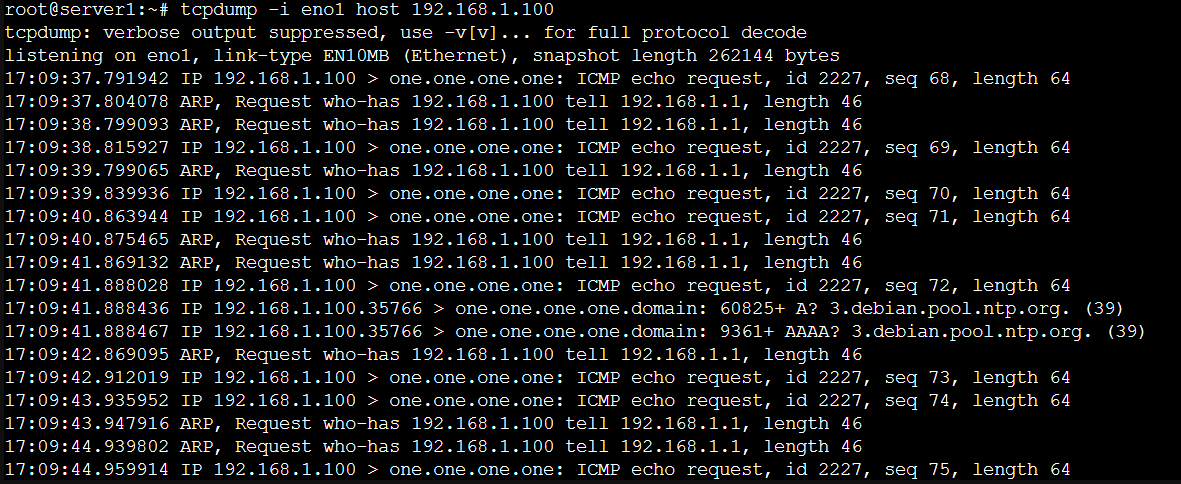 root@server1:~# tcpdump -i eno1 host 192.168.1.100
tcpdump: verbose output suppressed, use -v[v]... for full protocol decode
listening on eno1, link-type EN10MB (Ethernet), snapshot length 262144 bytes
17:09:37.791942 IP 192.168.1.100 > one.one.one.one: ICMP echo request, id 2227, seq 68, length 64
17:09:37.804078 ARP, Request who-has 192.168.1.100 tell 192.168.1.1, length 46
17:09:38.799093 ARP, Request who-has 192.168.1.100 tell 192.168.1.1, length 46
17:09:38.815927 IP 192.168.1.100 > one.one.one.one: ICMP echo request, id 2227, seq 69, length 64
17:09:39.799065 ARP, Request who-has 192.168.1.100 tell 192.168.1.1, length 46
17:09:39.839936 IP 192.168.1.100 > one.one.one.one: ICMP echo request, id 2227, seq 70, length 64
17:09:40.863944 IP 192.168.1.100 > one.one.one.one: ICMP echo request, id 2227, seq 71, length 64
17:09:40.875465 ARP, Request who-has 192.168.1.100 tell 192.168.1.1, length 46
17:09:41.869132 ARP, Request who-has 192.168.1.100 tell 192.168.1.1, length 46
17:09:41.888028 IP 192.168.1.100 > one.one.one.one: ICMP echo request, id 2227, seq 72, length 64
17:09:41.888436 IP 192.168.1.100.35766 > one.one.one.one.domain: 60825+ A? 3.debian.pool.ntp.org. (39)
17:09:41.888467 IP 192.168.1.100.35766 > one.one.one.one.domain: 9361+ AAAA? 3.debian.pool.ntp.org. (39)
17:09:42.869095 ARP, Request who-has 192.168.1.100 tell 192.168.1.1, length 46
17:09:42.912019 IP 192.168.1.100 > one.one.one.one: ICMP echo request, id 2227, seq 73, length 64
17:09:43.935952 IP 192.168.1.100 > one.one.one.one: ICMP echo request, id 2227, seq 74, length 64
17:09:43.947916 ARP, Request who-has 192.168.1.100 tell 192.168.1.1, length 46
17:09:44.939802 ARP, Request who-has 192.168.1.100 tell 192.168.1.1, length 46
17:09:44.959914 IP 192.168.1.100 > one.one.one.one: ICMP echo request, id 2227, seq 75, length 64